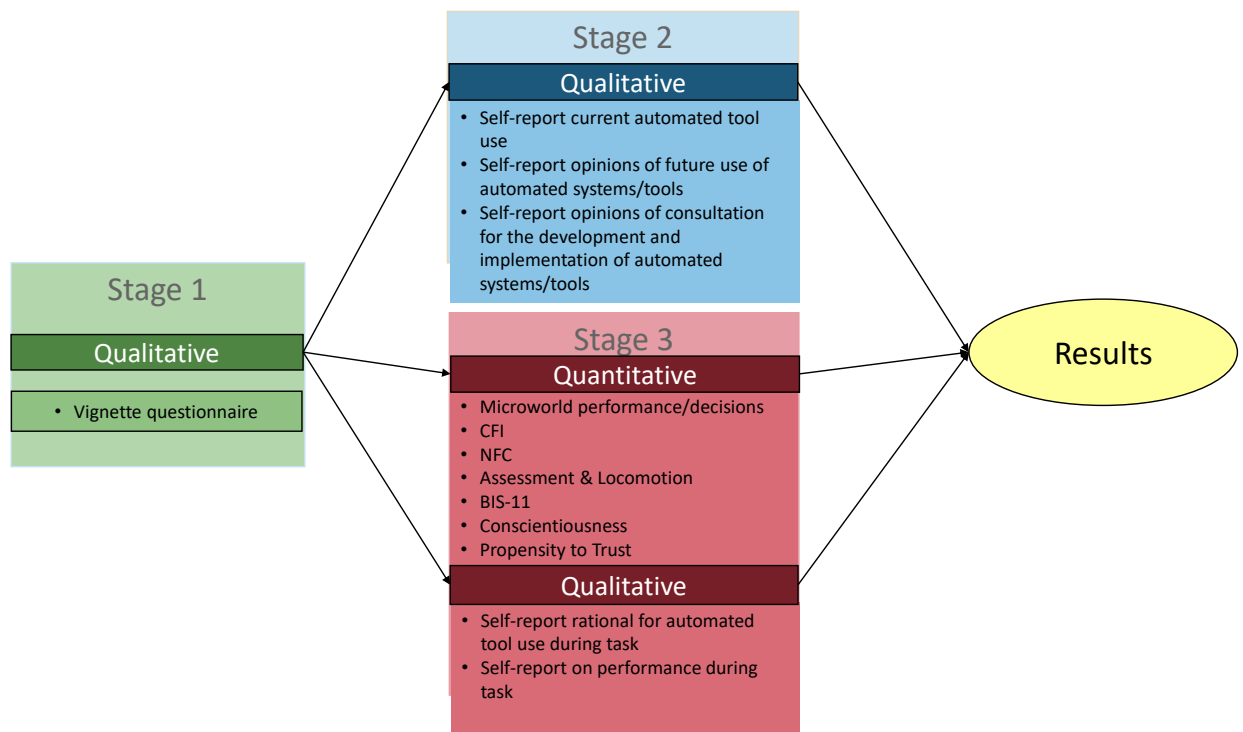 Stage 1
Qualitative
• Vignette questionnaire
Stage 2
Qualitative
• Self-report current automated tool
use
• Self-report opinions of future use of
automated systems/tools
• Self-report opinions of consultation
for the development and
implementation of automated
systems/tools
Stage 3
Quantitative
• Microworld performance/decisions
• CFI
• NFC
• Assessment & Locomotion
• BIS-11
• Conscientiousness
• Propensity to Trust
Qualitative
• Self-report rational for automated
tool use during task
• Self-report on performance during
task
Results